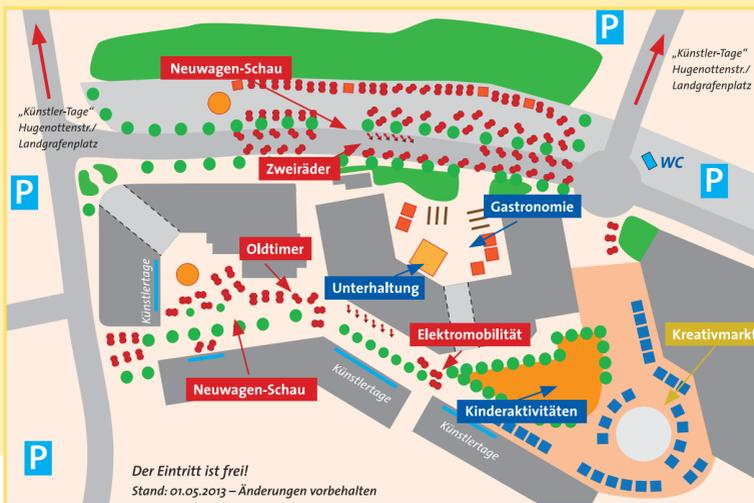 P
Neuwagen-Schau
„Künstler-Tage“
Hugenottenstr./
Landgrafenplatz
„Künstler-Tage“
Hugenottenstr./
Landgrafenplatz
WC
P
Zweiräder
P
Gastronomie
Oldtimer
Künstlertage
Unterhaltung
Elektromobilität
Kreativmarkt
Neuwagen-Schau
Künstlertage
Kinderaktivitäten
Künstlertage
P
Der Eintritt ist frei!
Stand: 01.05.2013 – Änderungen vorbehalten